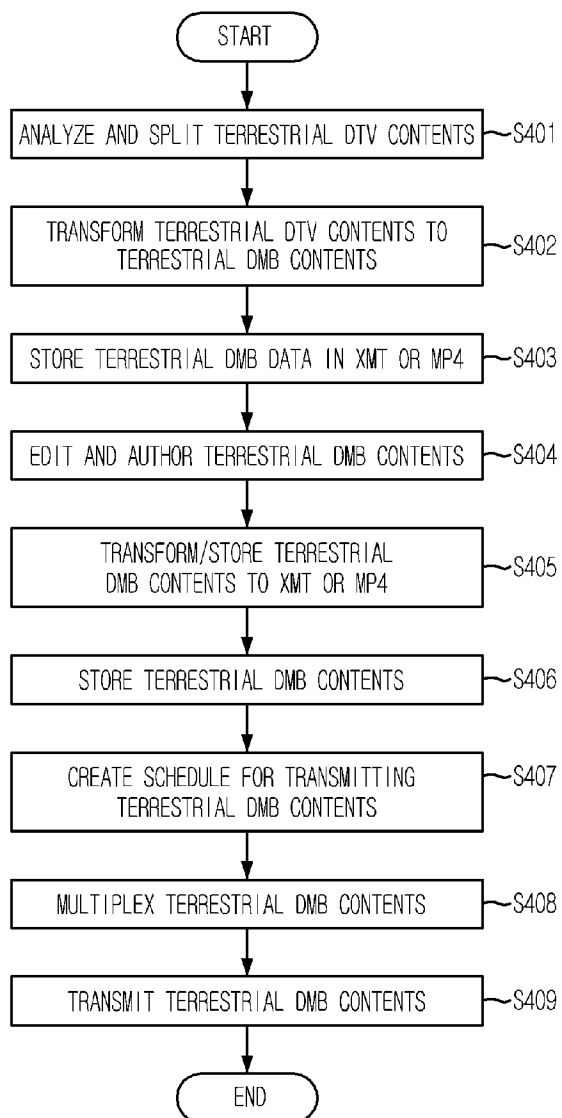 START
ANALYZE AND SPLIT TERRESTRIAL DTV CONTENTS
S401
TRANSFORM TERRESTRIAL DTV CONTENTS TO
TERRESTRIAL DMB CONTENTS
S402
STORE TERRESTRIAL DMB DATA IN XMT OR MP4
S403
EDIT AND AUTHOR TERRESTRIAL DMB CONTENTS
S404
TRANSFORM/STORE TERRESTRIAL
DMB CONTENTS TO XMT OR MP4
S405
STORE TERRESTRIAL DMB CONTENTS
S406
CREATE SCHEDULE FOR TRANSMITTING
TERRESTRIAL DMB CONTENTS
S407
MULTIPLEX TERRESTRIAL DMB CONTENTS
S408
TRANSMIT TERRESTRIAL DMB CONTENTS
S409
END